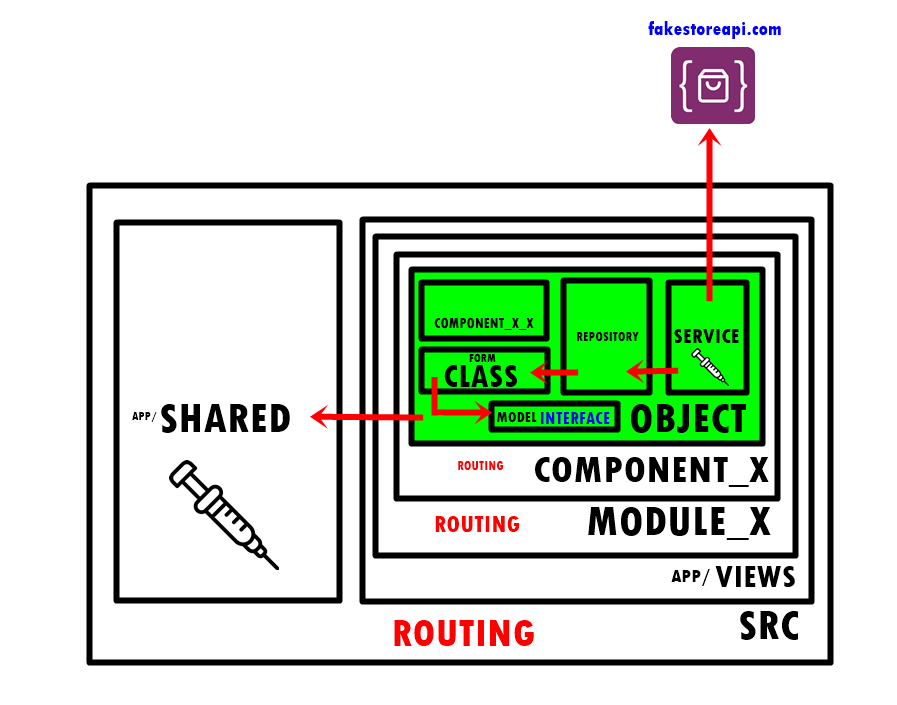 fakestoreapi.com
COMPONENT_X_X
REPOSITORY
SERVICE
FORM
CLASS
MODEL INTERFACE
OBJECT
APP/ SHARED
ROUTING
COMPONENT_X
ROUTING
MODULE_X
APP/ VIEWS
ROUTING
SRC